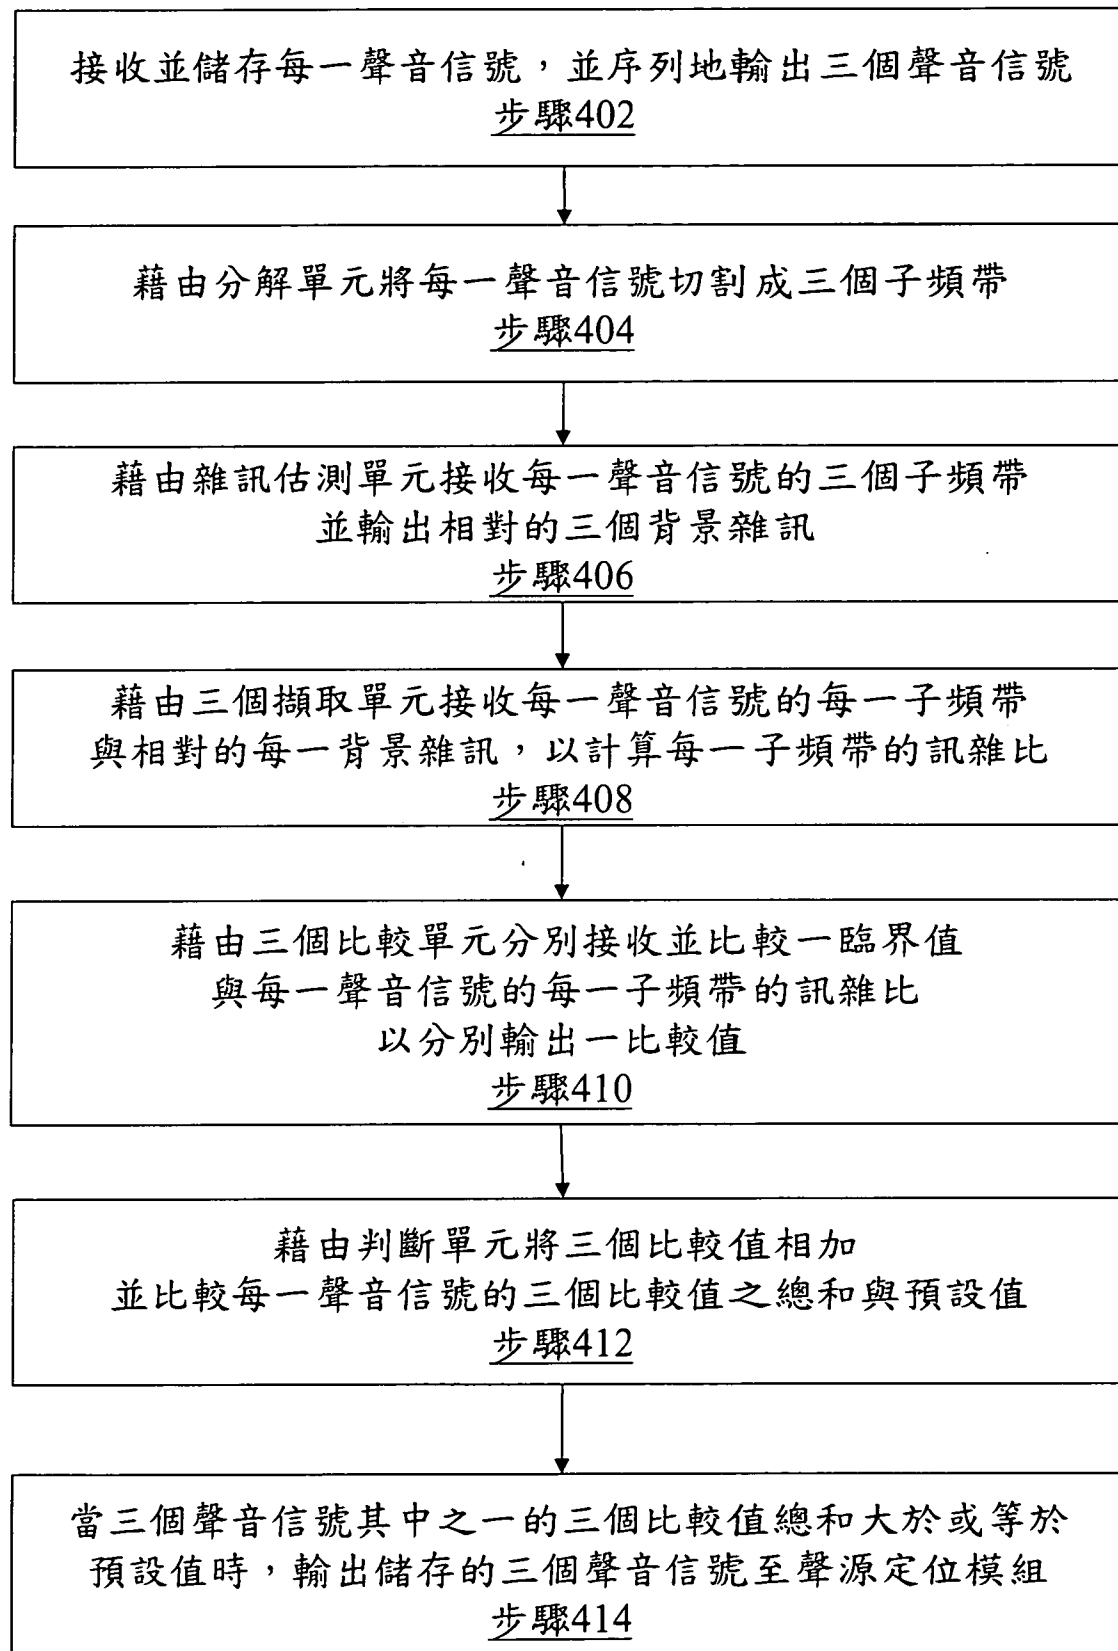 接收並儲存每一聲音信號，並序列地輸出三個聲音信號
步驟402
藉由分解單元將每一聲音信號切割成三個子頻帶
步驟404
藉由雜訊估測單元接收每一聲音信號的三個子頻帶
並輸出相對的三個背景雜訊
步驟406
藉由三個擷取單元接收每一聲音信號的每一子頻帶
與相對的每一背景雜訊，以計算每一子頻帶的訊雜比
步驟408
藉由三個比較單元分別接收並比較一臨界值
與每一聲音信號的每一子頻帶的訊雜比
以分別輸出一比較值
步驟410
藉由判斷單元將三個比較值相加
並比較每一聲音信號的三個比較值之總和與預設值
步驟412
當三個聲音信號其中之一的三個比較值總和大於或等於
預設值時，輸出儲存的三個聲音信號至聲源定位模組
步驟414